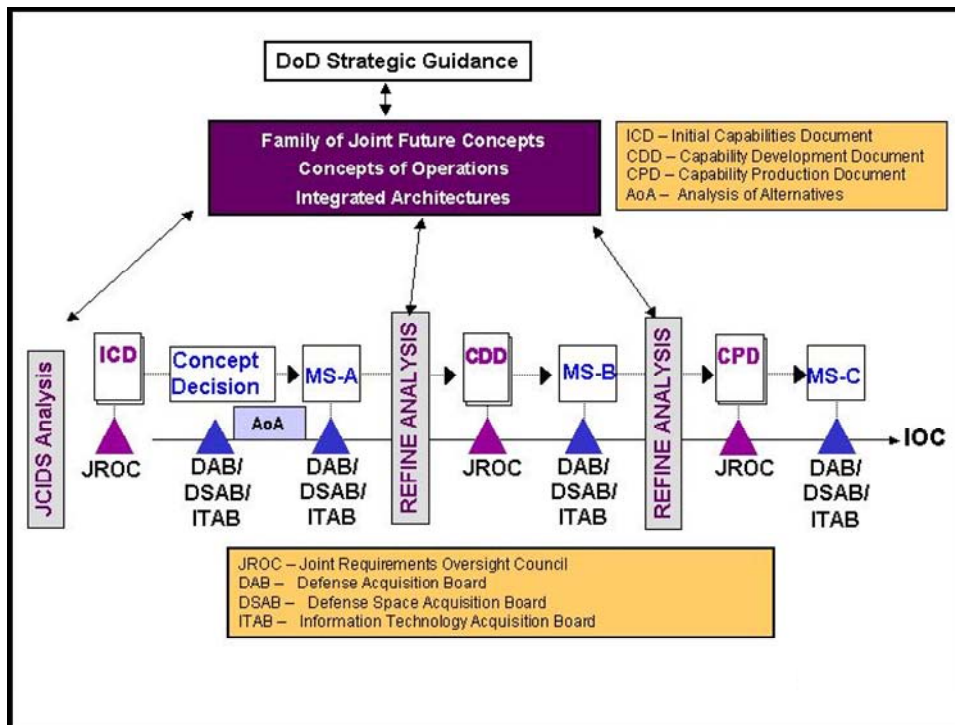 DoD Strategic Guidance
Family of Joint Future Concepts
Concepts of Operations
Integrated Architectures
ICD – Initial Capabilities Document
CDD – Capability Development Document
CPD – Capability Production Document
AoA – Analysis of Alternatives
JCIDS Analysis
ICD
JROC
Concept
Decision
DAB/
DSAB/
ITAB
AoA
MS-A
DAB/
DSAB/
ITAB
REFINE ANALYSIS
CDD
JROC
MS-B
DAB/
DSAB/
ITAB
REFINE ANALYSIS
CPD
JROC
MS-C
DAB/
DSAB/
ITAB
IOC
JROC – Joint Requirements Oversight Council
DAB – Defense Acquisition Board
DSAB – Defense Space Acquisition Board
ITAB – Information Technology Acquisition Board